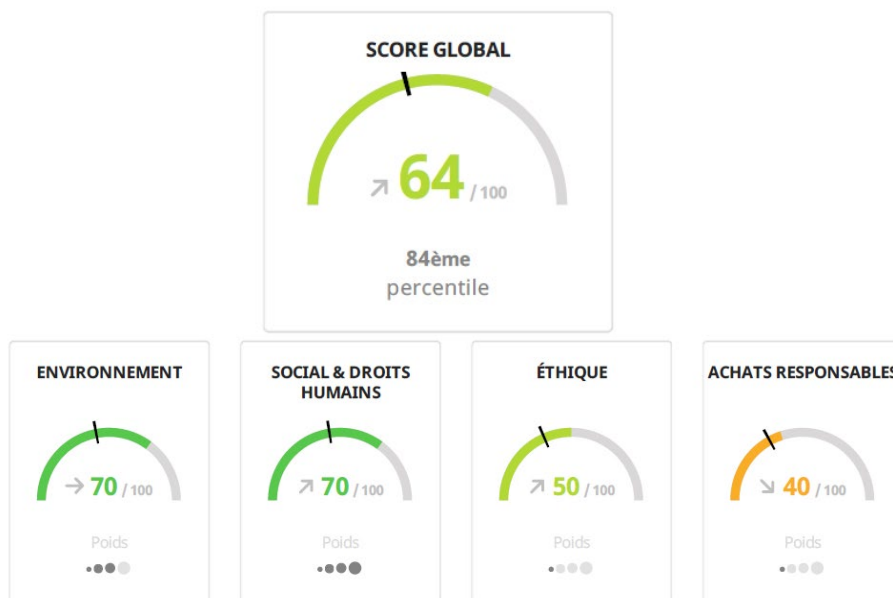 SCORE GLOBAL
64 / 100
84ème
percentile
ENVIRONNEMENT
70 / 100
Poids
SOCIAL & DROITS
HUMAINS
70 / 100
Poids
ÉTHIQUE
50 / 100
Poids
ACHATS RESPONSABLES
40 / 100
Poids